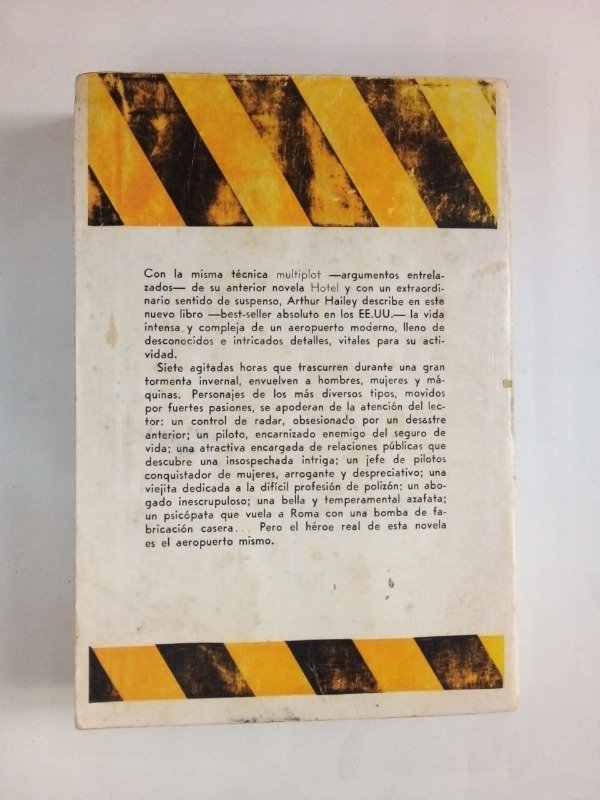 Con la misma técnica multiplot —argumentos entrela-
zados— de su anterior novela Hotel y con un extraordi-
nario sentido de suspenso, Arthur Hailey describe en este
nuevo libro —best-seller absoluto en los EE.UU.— la vida
intensa y compleja de un aeropuerto moderno, lleno de
desconocidos e intricados detalles, vitales para su acti-
vidad.
Siete agitadas horas que trascurren durante una gran
tormenta invernal, envuelven a hombres, mujeres y má-
quinas. Personajes de los más diversos tipos, movidos
por fuertes pasiones, se apoderan de la atención del lec-
tor: un control de radar, obsesionado por un desastre
anterior; un piloto, encarnizado enemigo del seguro de
vida; una atractiva encargada de relaciones públicas que
descubre una insospechada intriga; un jefe de pilotos
conquistador de mujeres, arrogante y despreciativo; una
viejita dedicada a la difícil profesión de polizón; un abo-
gado inescrupuloso; una bella y temperamental azafata;
un psicópata que vuela a Roma con una bomba de fa-
bricación casera... Pero el héroe real de esta novela
es el aeropuerto mismo.